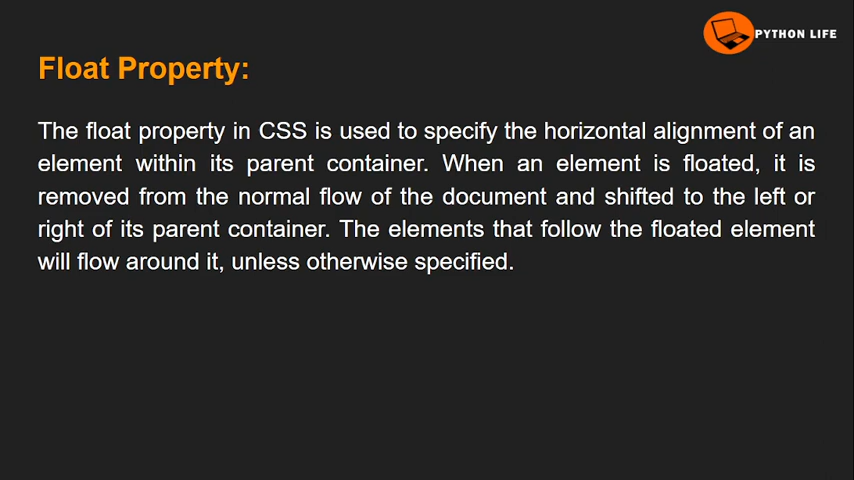 PYTHON LIFE
Float Property:
The float property in CSS is used to specify the horizontal alignment of an
element within its parent container. When an element is floated, it is
removed from the normal flow of the document and shifted to the left or
right of its parent container. The elements that follow the floated element
will flow around it, unless otherwise specified.